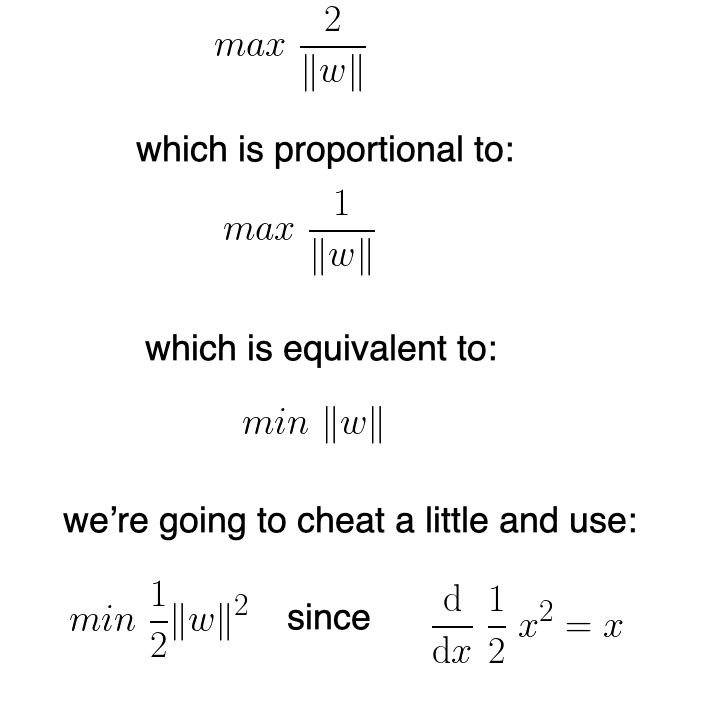 max 2/‖w‖
which is proportional to:
max 1/‖w‖
which is equivalent to:
min ‖w‖
we're going to cheat a little and use:
min 1/2‖w‖² since d/dx 1/2 x² = x